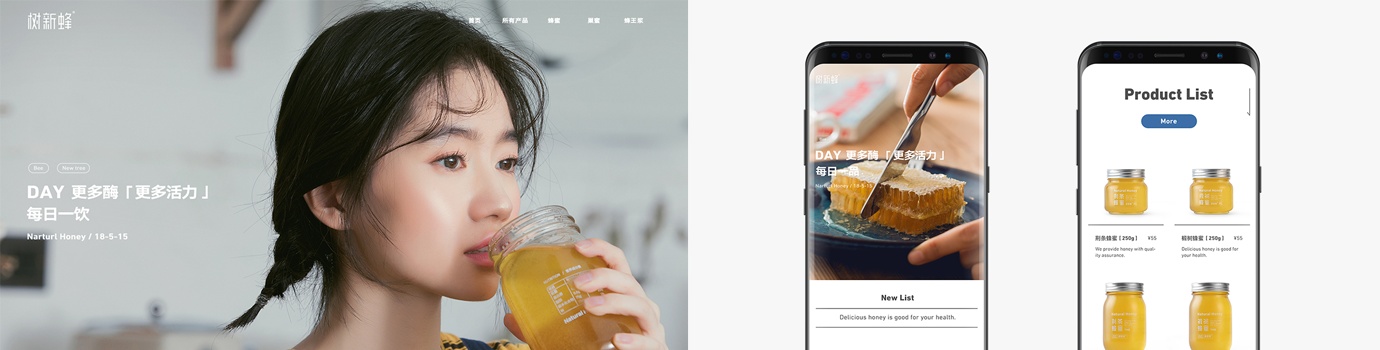 树新蜂
首页 所有产品 蜂蜜 巢蜜 蜂王浆
Bee New tree
DAY 更多酶「更多活力」
每日一饮
Narturl Honey / 18-5-15
树新蜂
DAY 更多酶「更多活力」
每日一品
Narturl Honey / 18-5-15
New List
Delicious honey is good for your health.
Product List
More
荆条蜂蜜 [ 250g ] ¥55
We provide honey with qual-
ity assurance.
椴树蜂蜜 [ 250g ] ¥55
Delicious honey is good for
your health.